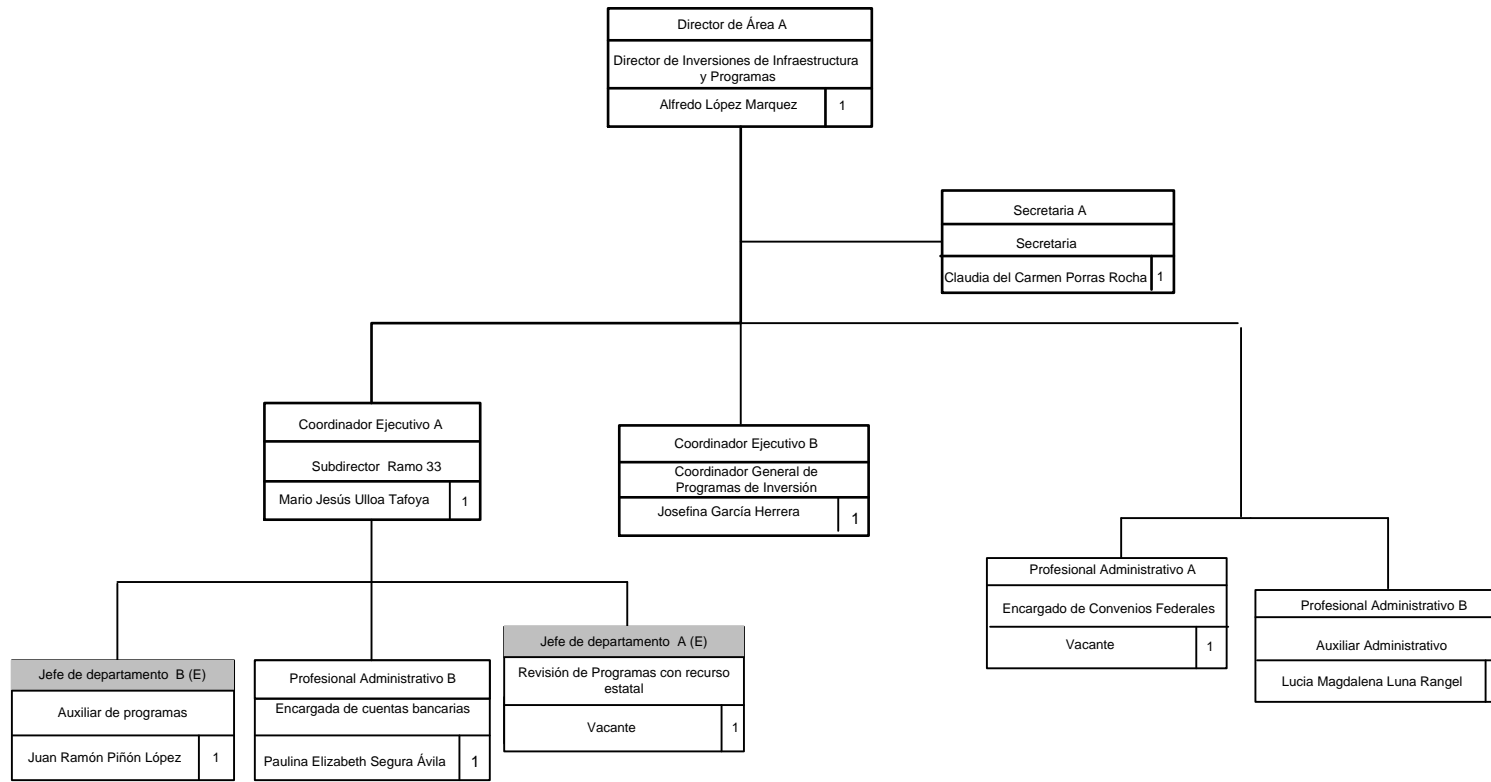 Director de Área A
Director de Inversiones de Infraestructura
y Programas
Alfredo López Marquez 1
Secretaria A
Secretaria
Claudia del Carmen Porras Rocha 1
Coordinador Ejecutivo A
Subdirector Ramo 33
Mario Jesús Ulloa Tafoya 1
Coordinador Ejecutivo B
Coordinador General de
Programas de Inversión
Josefina García Herrera 1
Profesional Administrativo A
Encargado de Convenios Federales
Vacante 1
Profesional Administrativo B
Auxiliar Administrativo
Lucia Magdalena Luna Rangel
Jefe de departamento B (E)
Auxiliar de programas
Juan Ramón Piñón López 1
Profesional Administrativo B
Encargada de cuentas bancarias
Paulina Elizabeth Segura Ávila 1
Jefe de departamento A (E)
Revisión de Programas con recurso
estatal
Vacante 1